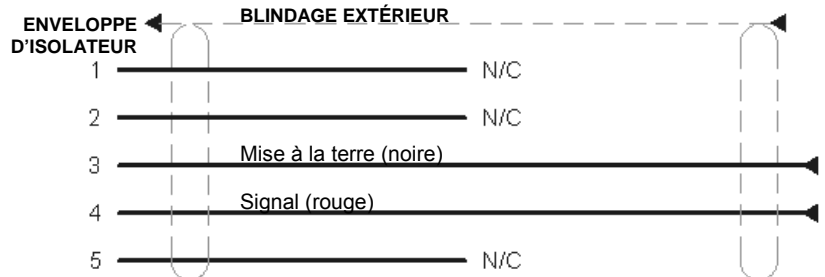 ENVELOPPE
D'ISOLATEUR
BLINDAGE EXTÉRIEUR
1 N/C
2 N/C
3 Mise à la terre (noire)
4 Signal (rouge)
5 N/C